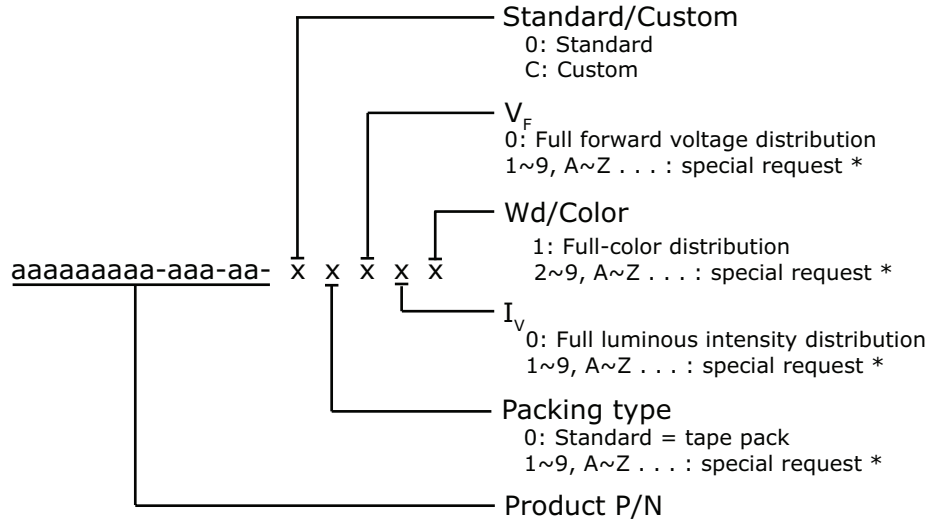 Standard/Custom
0: Standard
C: Custom
VF
0: Full forward voltage distribution
1~9, A~Z . . . : special request *
Wd/Color
1: Full-color distribution
2~9, A~Z . . . : special request *
aaaaaaaaa-aaa-aa- x x x x x
IV
0: Full luminous intensity distribution
1~9, A~Z . . . : special request *
Packing type
0: Standard = tape pack
1~9, A~Z . . . : special request *
Product P/N